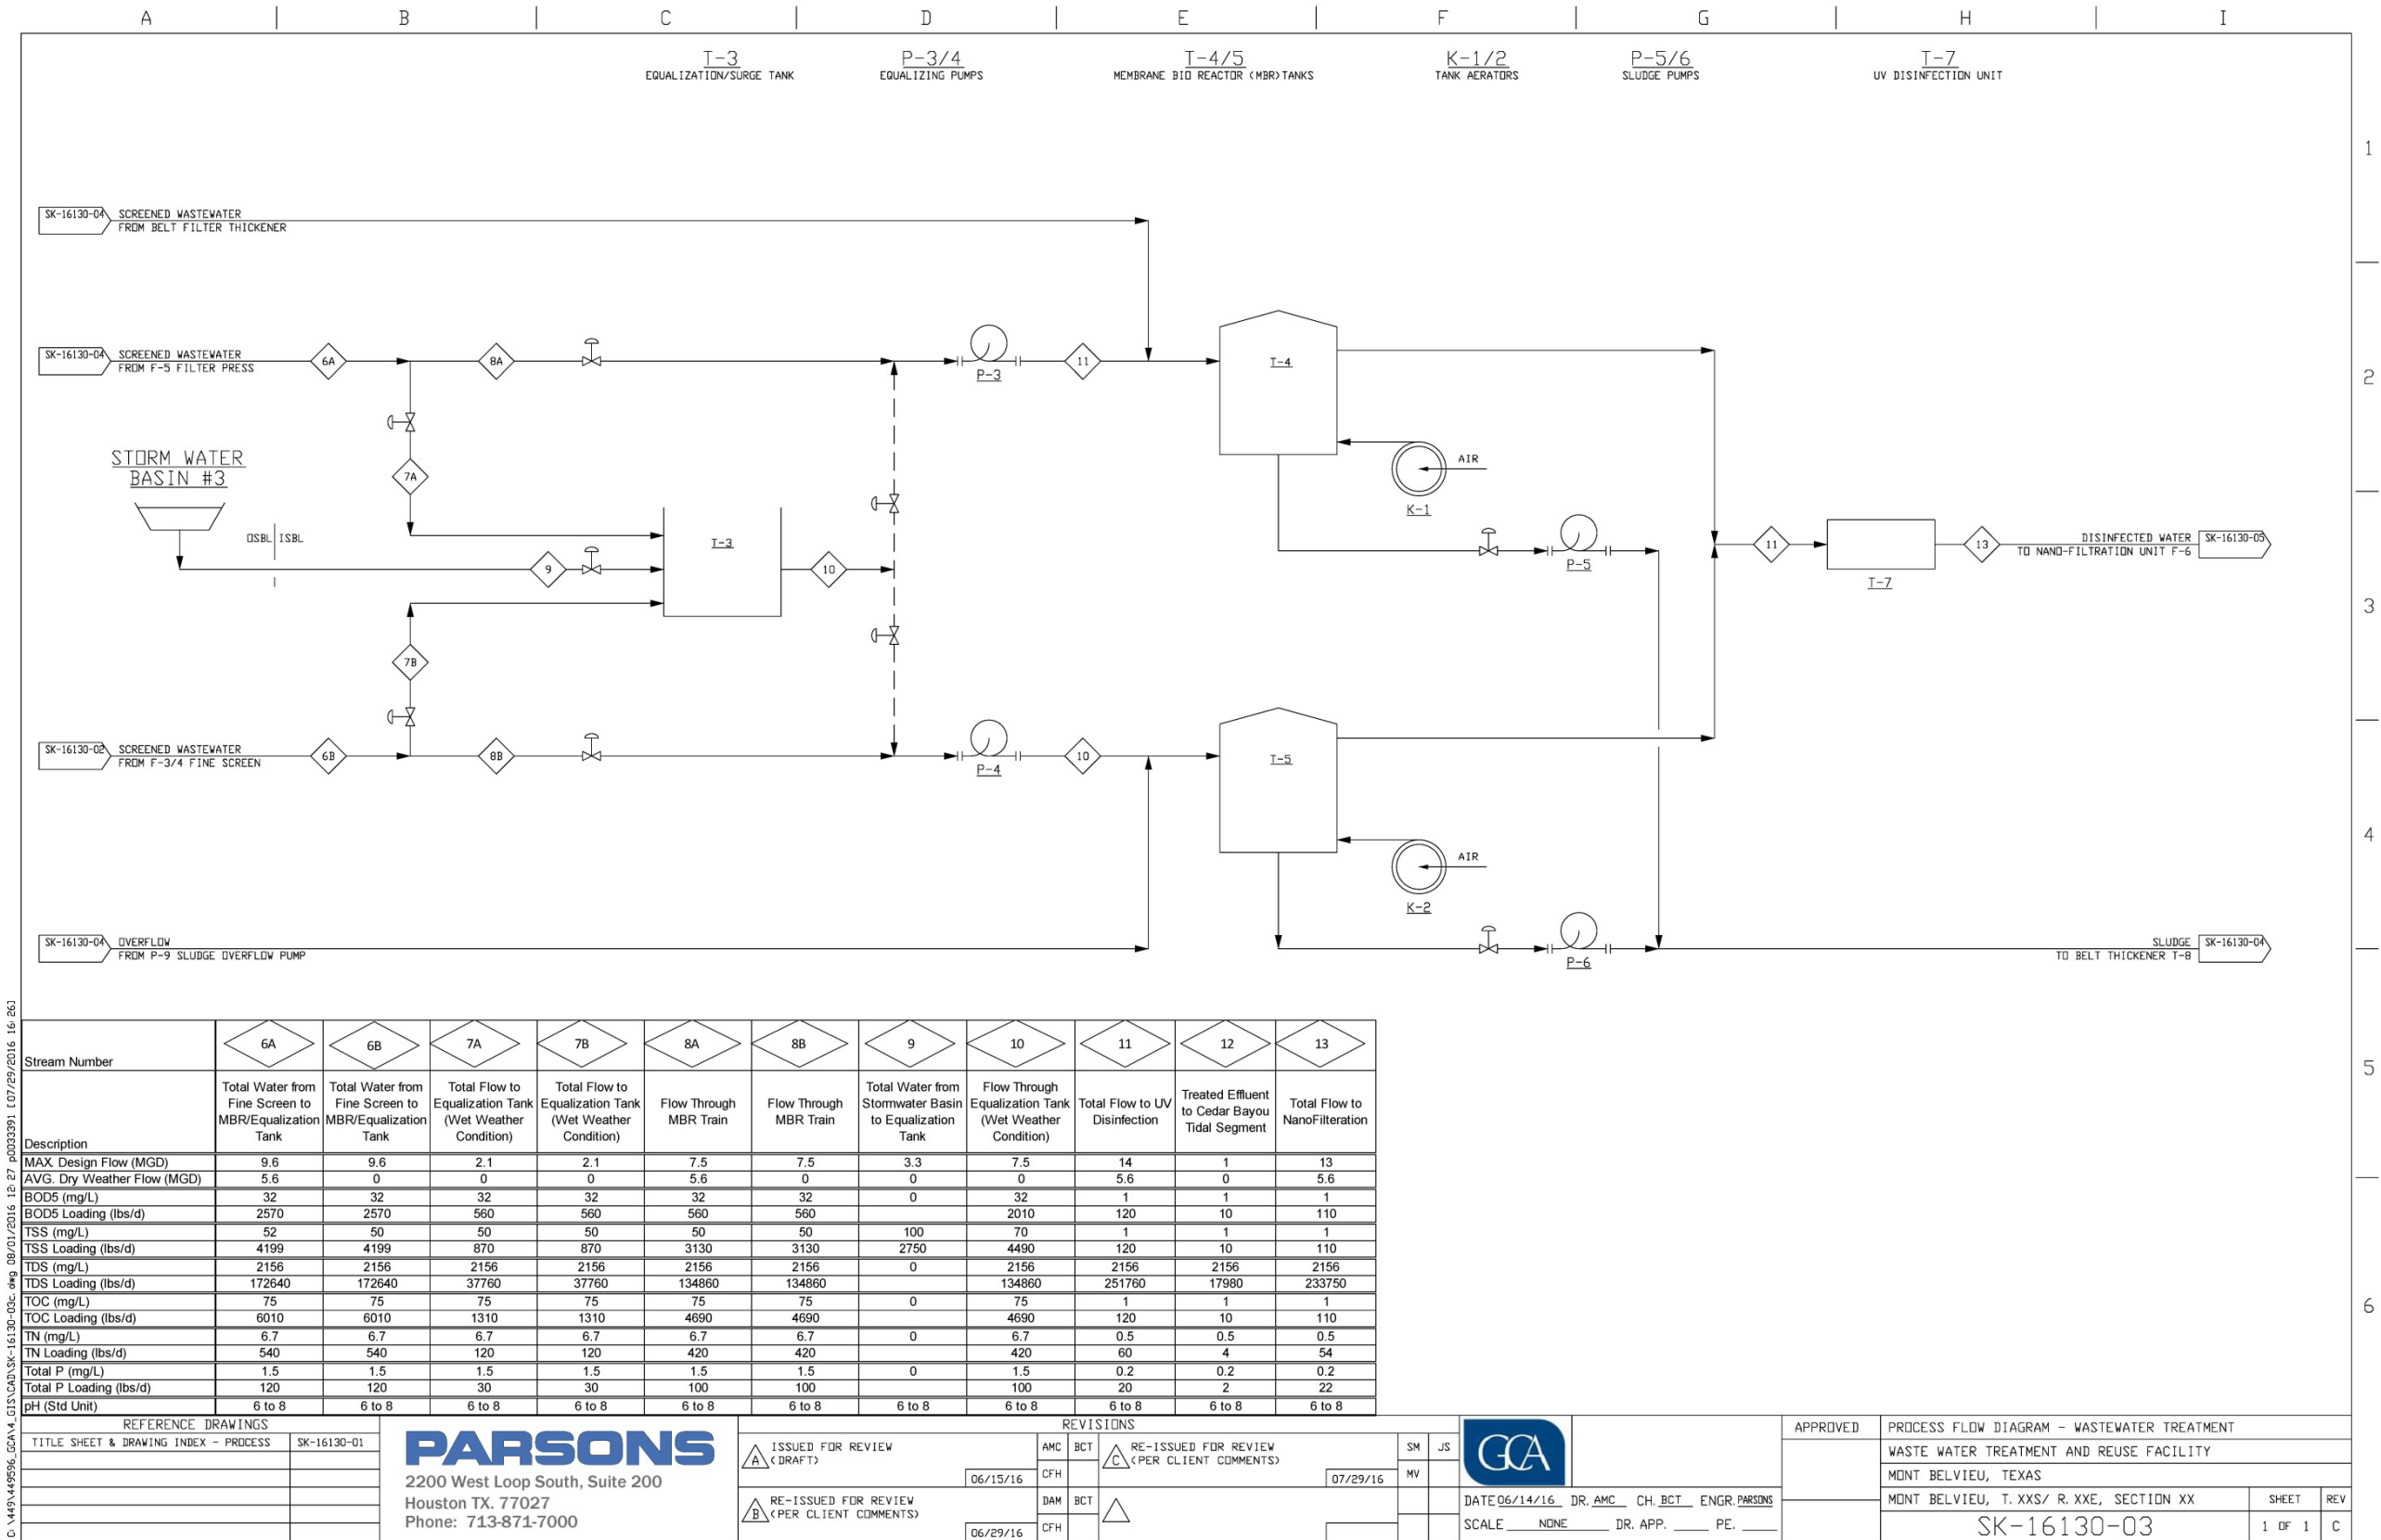 A B C D E F G H I
T-3 P-3/4 T-4/5 K-1/2 P-5/6 T-7
EQUALIZATION/SURGE TANK EQUALIZING PUMPS MEMBRANE BIO REACTOR (MBR)TANKS TANK AERATORS SLUDGE PUMPS UV DISINFECTION UNIT
1
SK-16130-04 SCREENED WASTEWATER
FROM BELT FILTER THICKENER
SK-16130-04 SCREENED WASTEWATER
FROM F-5 FILTER PRESS
6A 8A 11 T-4
P-3
2
STORM WATER
BASIN #3
7A
AIR
K-1
OSBL ISBL
T-3
9 10
P-5
11 13
DISINFECTED WATER SK-16130-05
TO NANO-FILTRATION UNIT F-6
T-7
3
7B
SK-16130-02 SCREENED WASTEWATER
FROM F-3/4 FINE SCREEN
6B 8B 10 T-5
P-4
4
AIR
K-2
SK-16130-04 OVERFLOW
FROM P-9 SLUDGE OVERFLOW PUMP
P-6
SLUDGE SK-16130-04
TO BELT THICKENER T-8
5
6
Stream Number 6A 6B 7A 7B 8A 8B 9 10 11 12 13
Description
Total Water from
Fine Screen to
MBR/Equalization
Tank
Total Water from
Fine Screen to
MBR/Equalization
Tank
Total Flow to
Equalization Tank
(Wet Weather
Condition)
Total Flow to
Equalization Tank
(Wet Weather
Condition)
Flow Through
MBR Train
Flow Through
MBR Train
Total Water from
Stormwater Basin
to Equalization
Tank
Flow Through
Equalization Tank
(Wet Weather
Condition)
Total Flow to UV
Disinfection
Treated Effluent
to Cedar Bayou
Tidal Segment
Total Flow to
NanoFilteration
MAX. Design Flow (MGD) 9.6 9.6 2.1 2.1 7.5 7.5 3.3 7.5 14 1 13
AVG. Dry Weather Flow (MGD) 5.6 0 0 0 5.6 0 0 0 5.6 0 5.6
BOD5 (mg/L) 32 32 32 32 32 32 0 32 1 1 1
BOD5 Loading (lbs/d) 2570 2570 560 560 560 560 2010 120 10 110
TSS (mg/L) 52 50 50 50 50 50 100 70 1 1 1
TSS Loading (lbs/d) 4199 4199 870 870 3130 3130 2750 4490 120 10 110
TDS (mg/L) 2156 2156 2156 2156 2156 2156 0 2156 2156 2156 2156
TDS Loading (lbs/d) 172640 172640 37760 37760 134860 134860 134860 251760 17980 233750
TOC (mg/L) 75 75 75 75 75 75 0 75 1 1 1
TOC Loading (lbs/d) 6010 6010 1310 1310 4690 4690 4690 120 10 110
TN (mg/L) 6.7 6.7 6.7 6.7 6.7 6.7 0 6.7 0.5 0.5 0.5
TN Loading (lbs/d) 540 540 120 120 420 420 420 60 4 54
Total P (mg/L) 1.5 1.5 1.5 1.5 1.5 1.5 0 1.5 0.2 0.2 0.2
Total P Loading (lbs/d) 120 120 30 30 100 100 100 20 2 22
pH (Std Unit) 6 to 8 6 to 8 6 to 8 6 to 8 6 to 8 6 to 8 6 to 8 6 to 8 6 to 8 6 to 8 6 to 8
REFERENCE DRAWINGS
TITLE SHEET & DRAWING INDEX - PROCESS SK-16130-01
PARSONS
2200 West Loop South, Suite 200
Houston TX. 77027
Phone: 713-871-7000
REVISIONS
A ISSUED FOR REVIEW
(DRAFT)
06/15/16 AMC BCT CFH
B RE-ISSUED FOR REVIEW
(PER CLIENT COMMENTS)
06/29/16 DAM BCT CFH
C RE-ISSUED FOR REVIEW
(PER CLIENT COMMENTS)
07/29/16 SM JS MV
GCA
DATE 06/14/16 DR. AMC CH. BCT ENGR. PARSONS
SCALE NONE DR. APP. PE.
APPROVED
PROCESS FLOW DIAGRAM - WASTEWATER TREATMENT
WASTE WATER TREATMENT AND REUSE FACILITY
MONT BELVIEU, TEXAS
MONT BELVIEU, T. XXS/ R. XXE, SECTION XX SHEET REV
SK-16130-03 1 OF 1 C